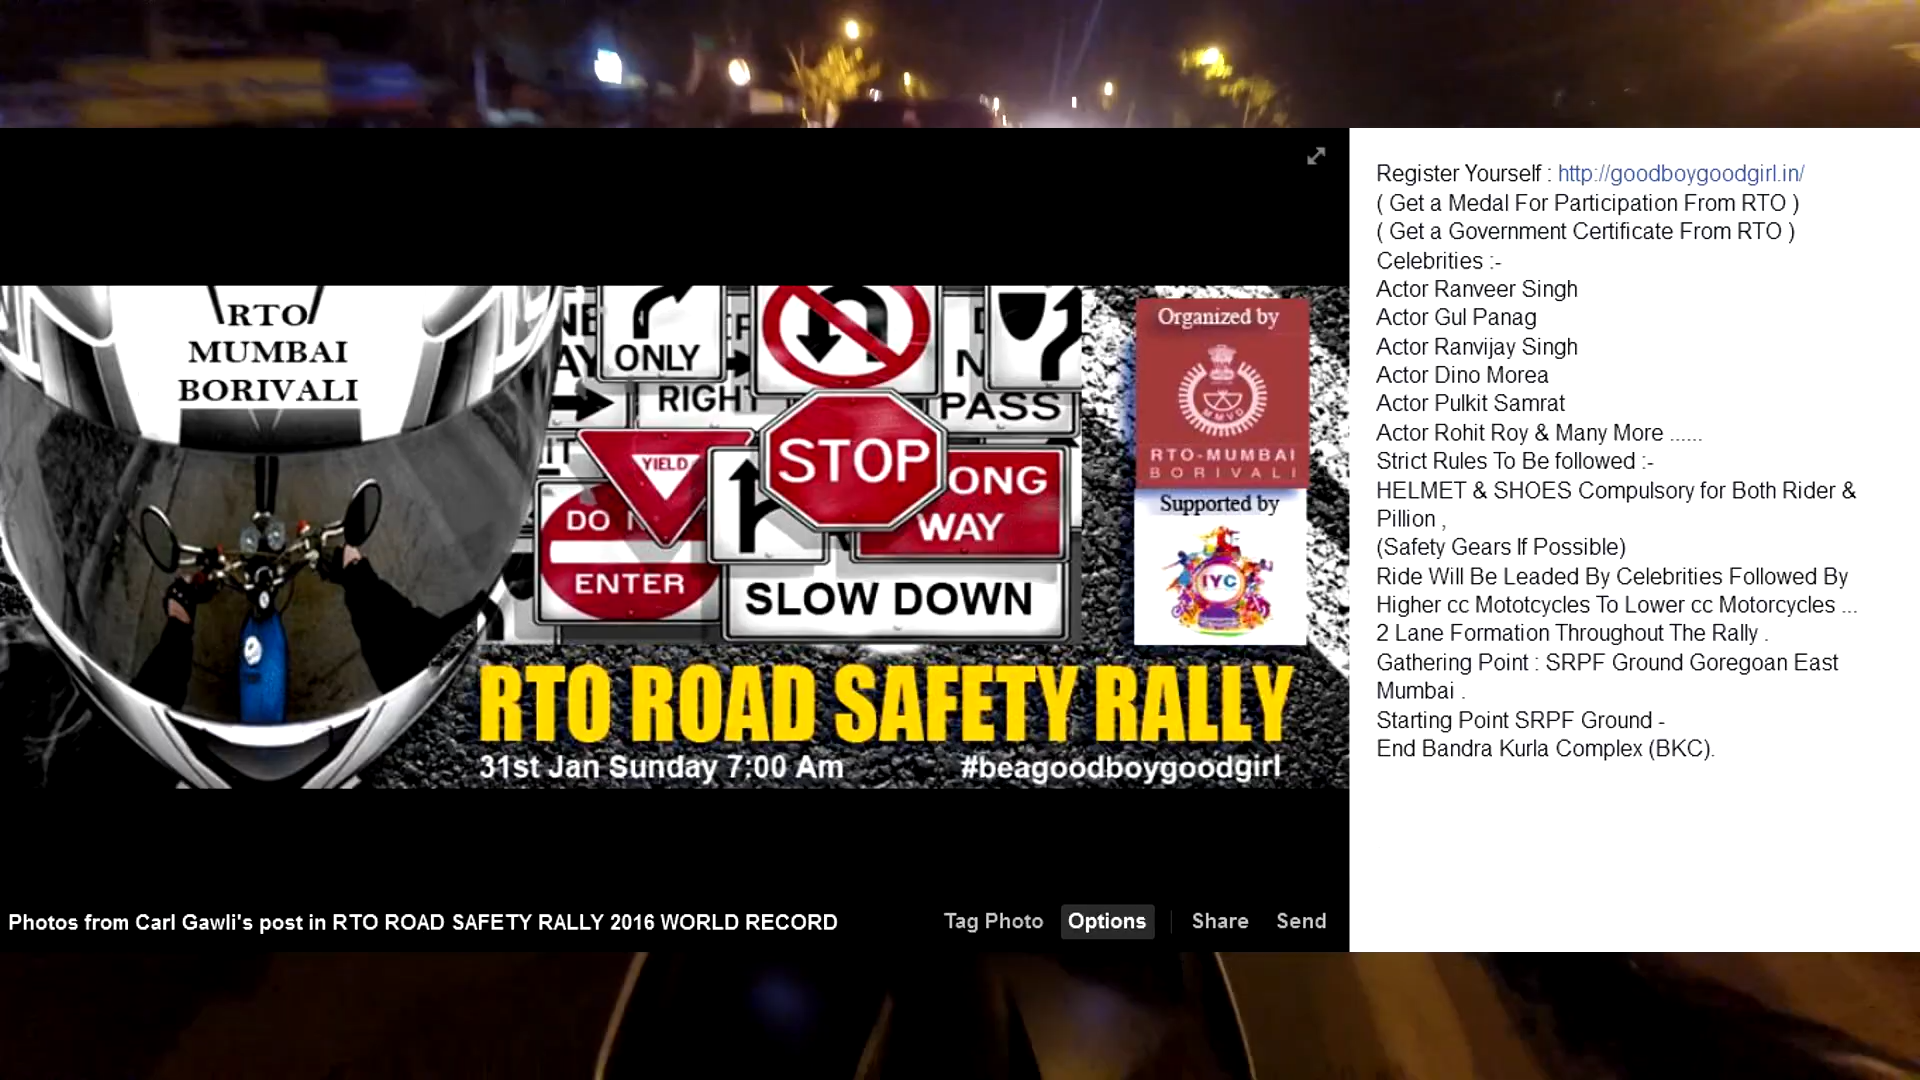 RTO
MUMBAI
BORIVALI
ONLY
RIGHT
PASS
YIELD
STOP
DO
ENTER
ONG
WAY
SLOW DOWN
Organized by
MMVD
RTO-MUMBAI
BORIVALI
Supported by
IYC
RTO ROAD SAFETY RALLY
31st Jan Sunday 7:00 Am
#beagoodboygoodgirl
Photos from Carl Gawli's post in RTO ROAD SAFETY RALLY 2016 WORLD RECORD
Tag Photo
Options
Share
Send
Register Yourself : http://goodboygoodgirl.in/
( Get a Medal For Participation From RTO )
( Get a Government Certificate From RTO )
Celebrities :-
Actor Ranveer Singh
Actor Gul Panag
Actor Ranvijay Singh
Actor Dino Morea
Actor Pulkit Samrat
Actor Rohit Roy & Many More ......
Strict Rules To Be followed :-
HELMET & SHOES Compulsory for Both Rider &
Pillion ,
(Safety Gears If Possible)
Ride Will Be Leaded By Celebrities Followed By
Higher cc Mototcycles To Lower cc Motorcycles ...
2 Lane Formation Throughout The Rally .
Gathering Point : SRPF Ground Goregoan East
Mumbai .
Starting Point SRPF Ground -
End Bandra Kurla Complex (BKC).